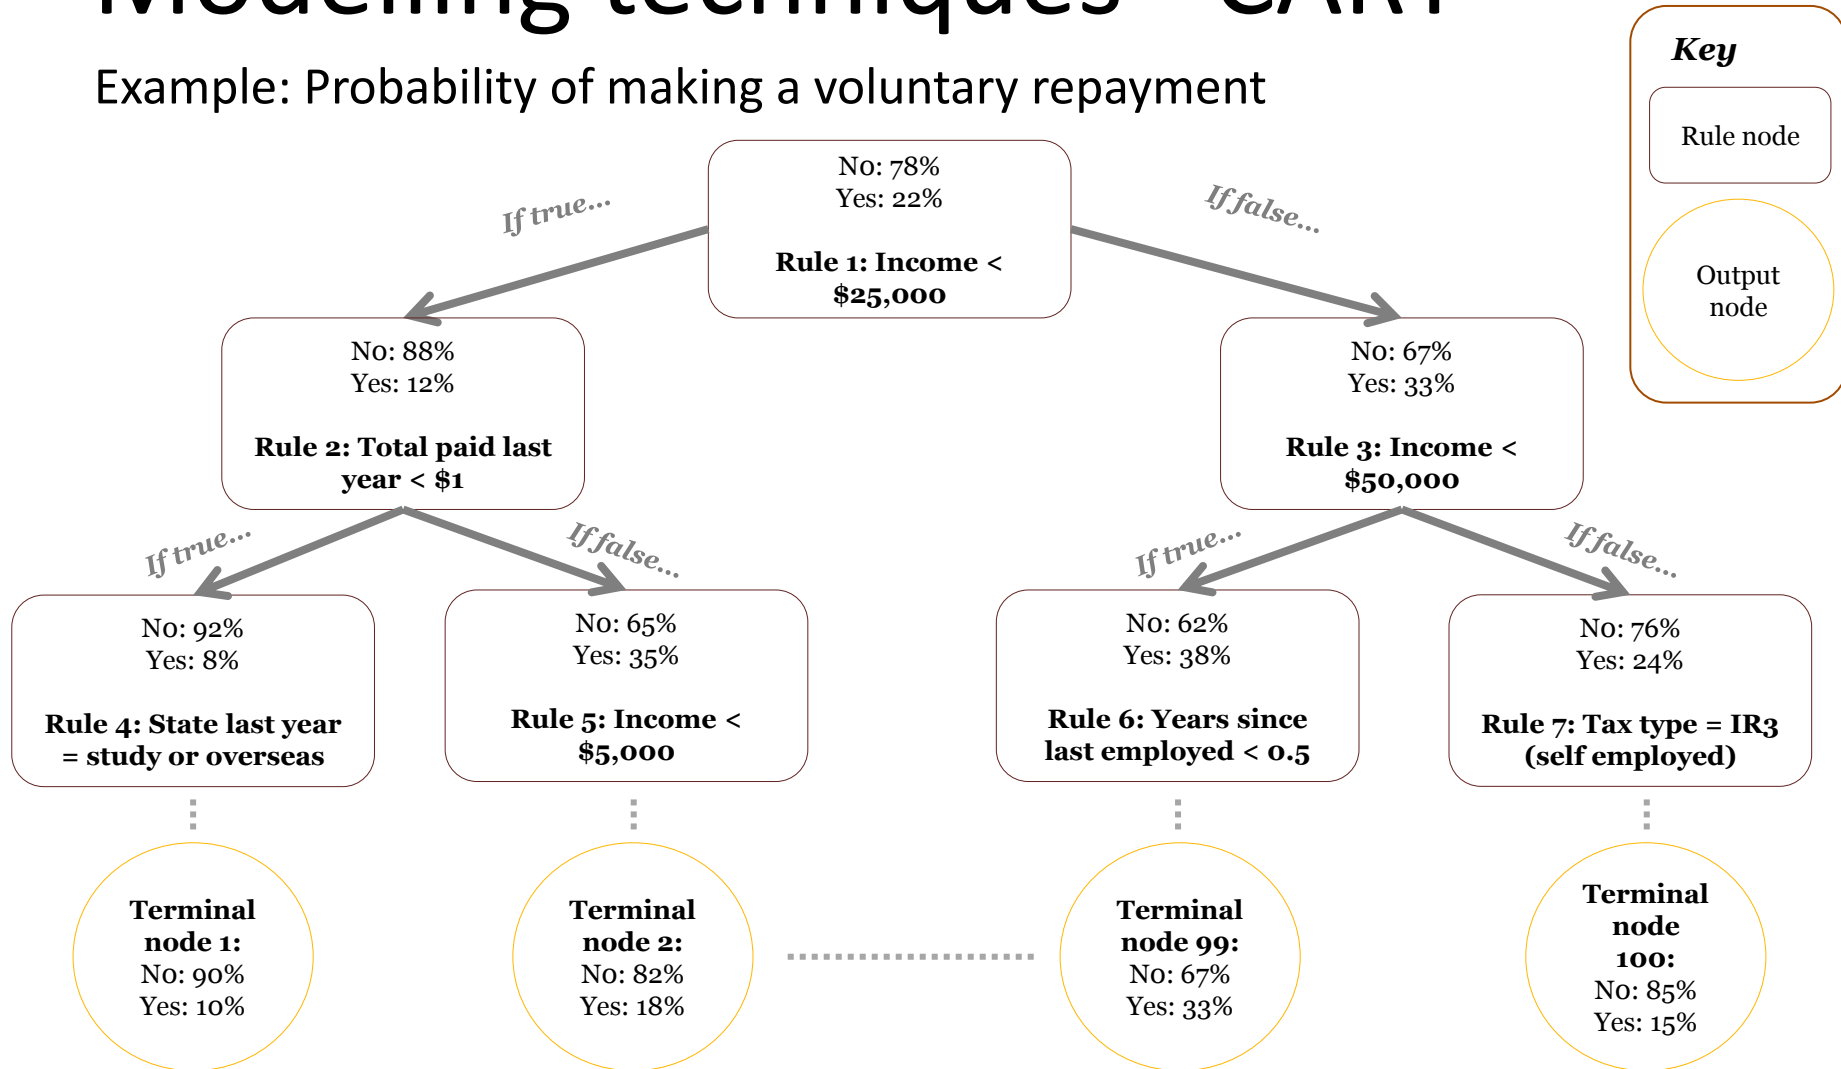 Modelling techniques - CART
Example: Probability of making a voluntary repayment
Key
Rule node
Output
node
No: 78%
Yes: 22%
Rule 1: Income <
$25,000
If true...
If false...
No: 88%
Yes: 12%
Rule 2: Total paid last
year < $1
No: 67%
Yes: 33%
Rule 3: Income <
$50,000
If true...
If false...
If true...
If false...
No: 92%
Yes: 8%
Rule 4: State last year
= study or overseas
No: 65%
Yes: 35%
Rule 5: Income <
$5,000
No: 62%
Yes: 38%
Rule 6: Years since
last employed < 0.5
No: 76%
Yes: 24%
Rule 7: Tax type = IR3
(self employed)
Terminal
node 1:
No: 90%
Yes: 10%
Terminal
node 2:
No: 82%
Yes: 18%
Terminal
node 99:
No: 67%
Yes: 33%
Terminal
node
100:
No: 85%
Yes: 15%